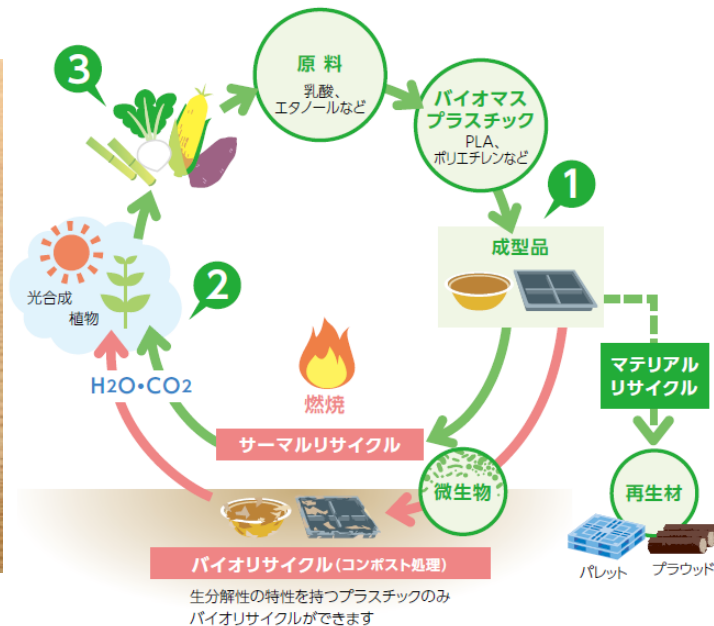 3
原料
乳酸、
エタノールなど
バイオマス
プラスチック
PLA、
ポリエチレンなど
1
成型品
光合成
植物
2
H2O・CO2
燃焼
マテリアル
リサイクル
サーマルリサイクル
微生物
再生材
パレット
プラウッド
バイオリサイクル(コンポスト処理)
生分解性の特性を持つプラスチックのみ
バイオリサイクルができます